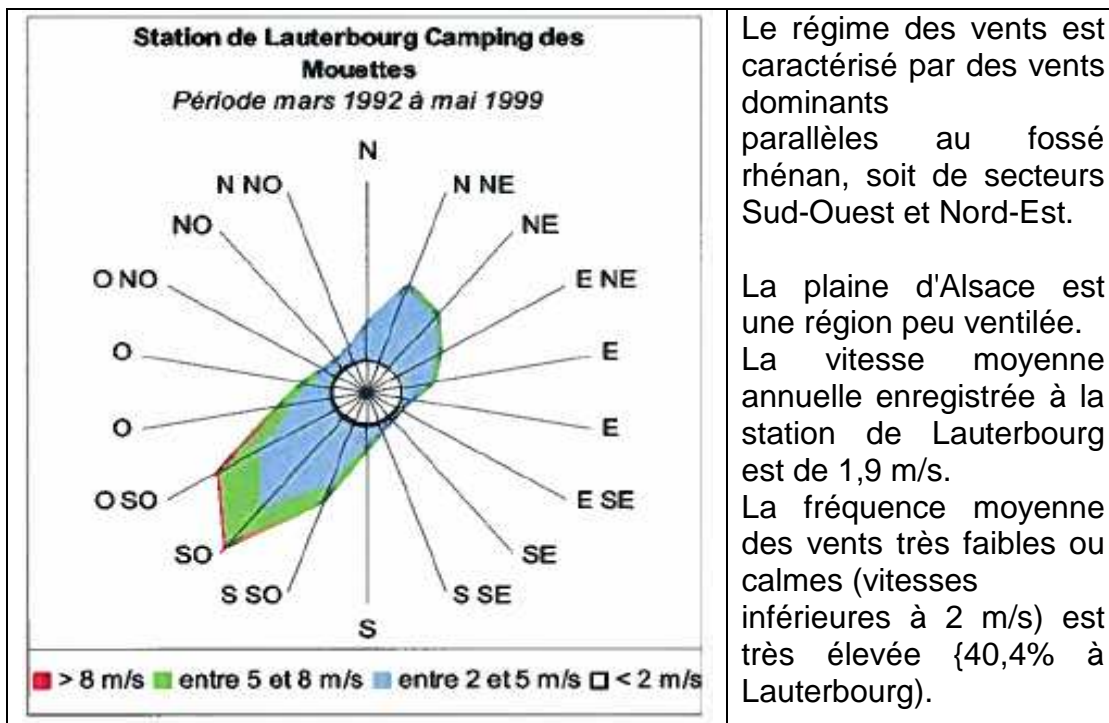 Station de Lauterbourg Camping des
Mouettes
Période mars 1992 à mai 1999
N
N NO
N NE
NO
NE
O NO
E NE
O
E
O
E
O SO
E SE
SO
SE
S SO
S SE
S
> 8 m/s entre 5 et 8 m/s entre 2 et 5 m/s < 2 m/s
Le régime des vents est
caractérisé par des vents
dominants
parallèles au fossé
rhénan, soit de secteurs
Sud-Ouest et Nord-Est.
La plaine d'Alsace est
une région peu ventilée.
La vitesse moyenne
annuelle enregistrée à la
station de Lauterbourg
est de 1,9 m/s.
La fréquence moyenne
des vents très faibles ou
calmes (vitesses
inférieures à 2 m/s) est
très élevée {40,4% à
Lauterbourg).